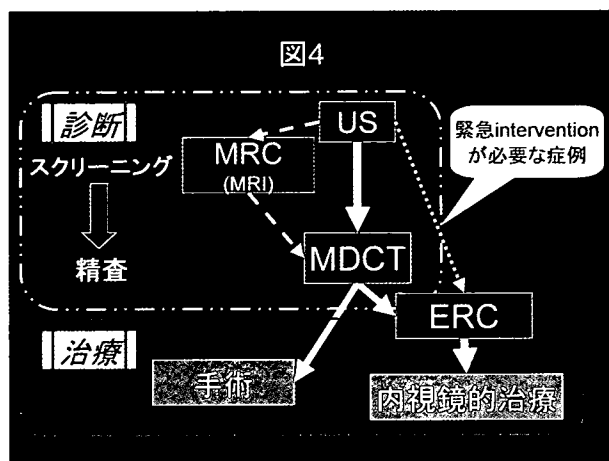 図4
診断
スクリーニング
精査
US
MRC
(MRI)
MDCT
緊急intervention
が必要な症例
ERC
治療
手術
内視鏡的治療